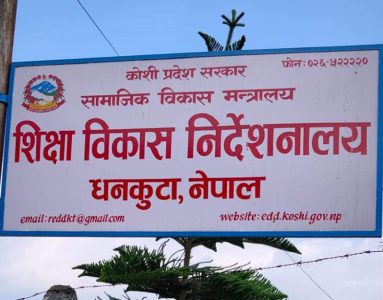 कोशी प्रदेश सरकार
फोन: ०२६-५२२२२०
सामाजिक विकास मन्त्रालय
शिक्षा विकास निर्देशनालय
धनकुटा, नेपाल
email: reddkt@gmail.com
website: edd.koshi.gov.np